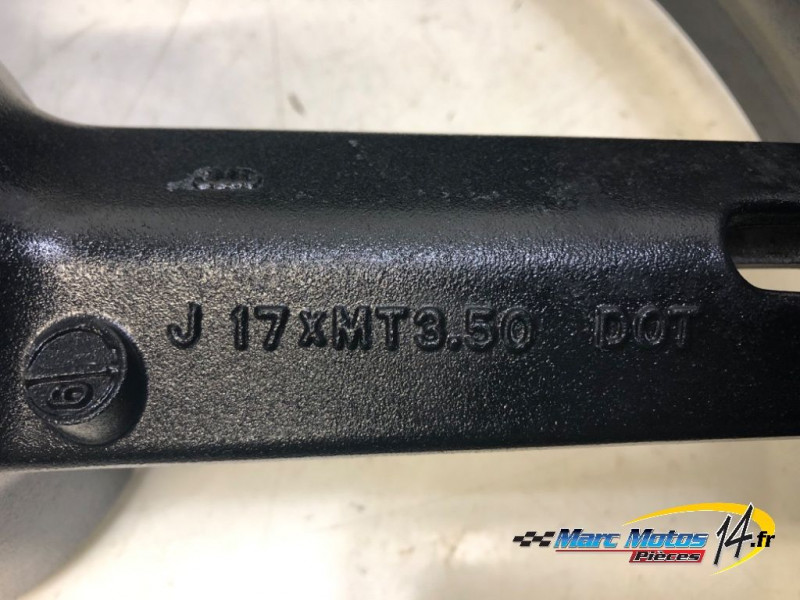 J 17xMT3.50 DOT
Marc Motos 14.fr
Pièces